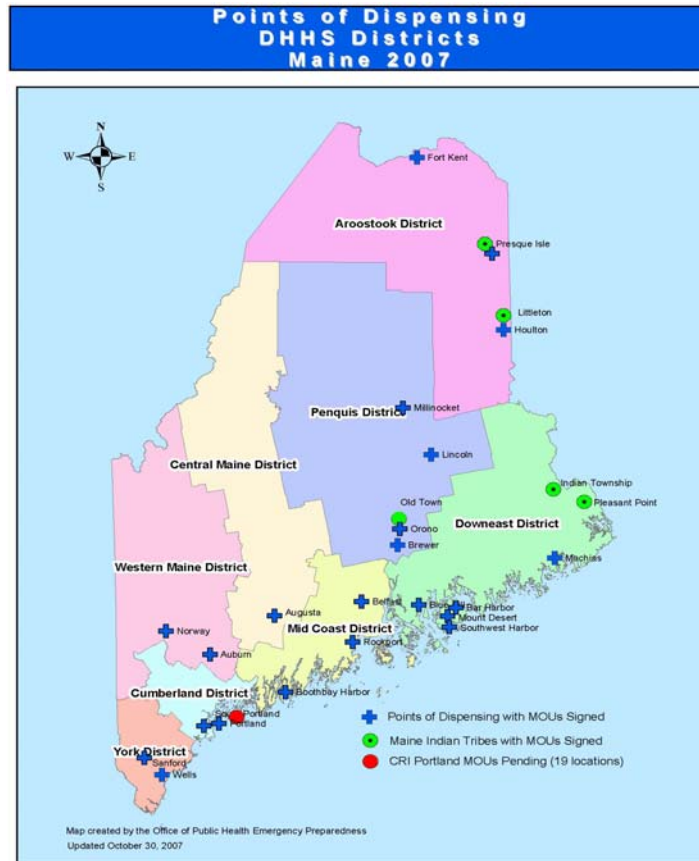 Points of Dispensing
DHHS Districts
Maine 2007
N
W E
S
Fort Kent
Aroostook District
Presque Isle
Littleton
Houlton
Millinocket
Penquis District
Lincoln
Central Maine District
Indian Township
Old Town
Pleasant Point
Orono
Downeast District
Brewer
Machias
Western Maine District
Belfast
Bar Harbor
Augusta
Mount Desert
Norway
Mid Coast District
Southwest Harbor
Rockport
Auburn
Cumberland District
Boothbay Harbor
South Portland
Portland
York District
Sanford
Wells
Points of Dispensing with MOUs Signed
Maine Indian Tribes with MOUs Signed
CRI Portland MOUs Pending (19 locations)
Map created by the Office of Public Health Emergency Preparedness
Updated October 30, 2007